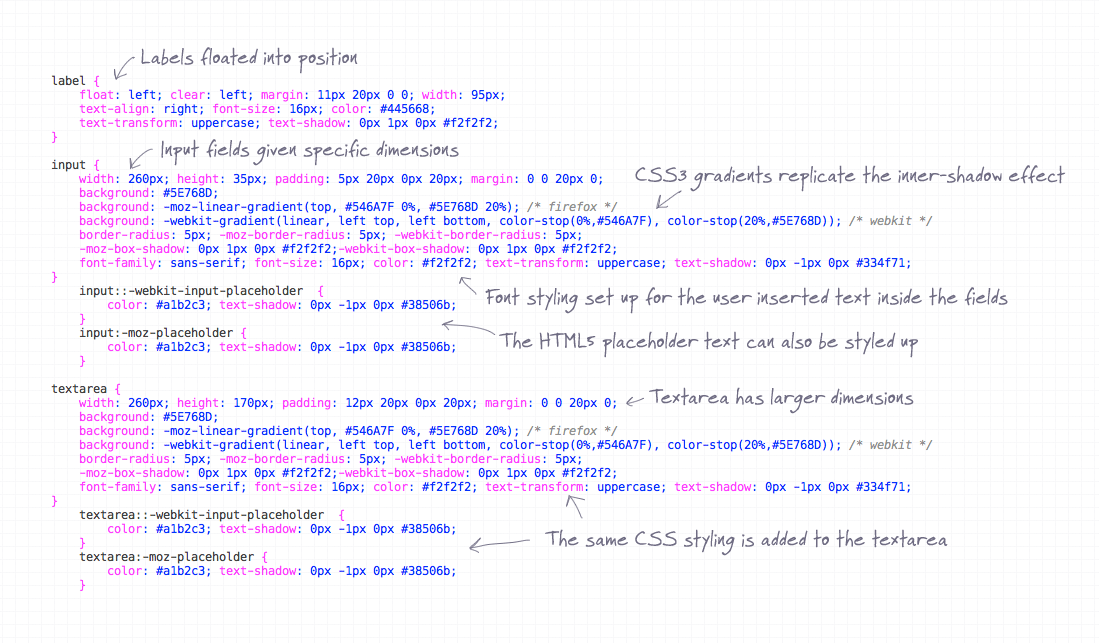 Labels floated into position
label {
float: left; clear: left; margin: 11px 20px 0 0; width: 95px;
text-align: right; font-size: 16px; color: #445668;
text-transform: uppercase; text-shadow: 0px 1px 0px #f2f2f2;
}
Input fields given specific dimensions
input {
width: 260px; height: 35px; padding: 5px 20px 0px 20px; margin: 0 0 20px 0;
CSS3 gradients replicate the inner-shadow effect
background: #5E768D;
background: -moz-linear-gradient(top, #546A7F 0%, #5E768D 20%); /* firefox */
background: -webkit-gradient(linear, left top, left bottom, color-stop(0%,#546A7F), color-stop(20%,#5E768D)); /* webkit */
border-radius: 5px; -moz-border-radius: 5px; -webkit-border-radius: 5px;
-moz-box-shadow: 0px 1px 0px #f2f2f2;-webkit-box-shadow: 0px 1px 0px #f2f2f2;
font-family: sans-serif; font-size: 16px; color: #f2f2f2; text-transform: uppercase; text-shadow: 0px -1px 0px #334f71;
}
Font styling set up for the user inserted text inside the fields
input::-webkit-input-placeholder {
color: #a1b2c3; text-shadow: 0px -1px 0px #38506b;
}
The HTML5 placeholder text can also be styled up
input:-moz-placeholder {
color: #a1b2c3; text-shadow: 0px -1px 0px #38506b;
}
textarea {
width: 260px; height: 170px; padding: 12px 20px 0px 20px; margin: 0 0 20px 0;
Textarea has larger dimensions
background: #5E768D;
background: -moz-linear-gradient(top, #546A7F 0%, #5E768D 20%); /* firefox */
background: -webkit-gradient(linear, left top, left bottom, color-stop(0%,#546A7F), color-stop(20%,#5E768D)); /* webkit */
border-radius: 5px; -moz-border-radius: 5px; -webkit-border-radius: 5px;
-moz-box-shadow: 0px 1px 0px #f2f2f2;-webkit-box-shadow: 0px 1px 0px #f2f2f2;
font-family: sans-serif; font-size: 16px; color: #f2f2f2; text-transform: uppercase; text-shadow: 0px -1px 0px #334f71;
}
textarea::-webkit-input-placeholder {
color: #a1b2c3; text-shadow: 0px -1px 0px #38506b;
}
The same CSS styling is added to the textarea
textarea:-moz-placeholder {
color: #a1b2c3; text-shadow: 0px -1px 0px #38506b;
}